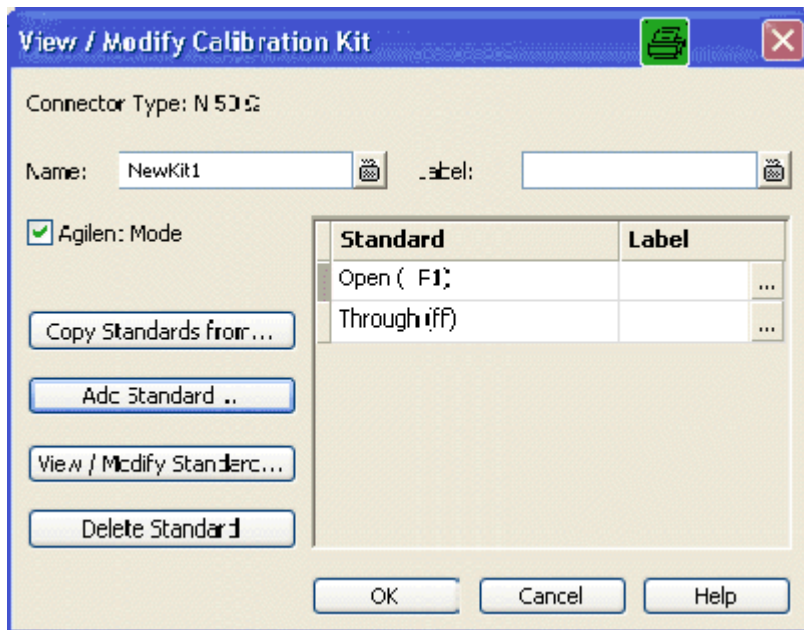 View / Modify Calibration Kit
Connector Type: N 50 Ω
Name: NewKit1 Label:
Agilent Mode
Standard Label
Open ( F1) ...
Through (ff) ...
Copy Standards from...
Add Standard ...
View / Modify Standard...
Delete Standard
OK Cancel Help